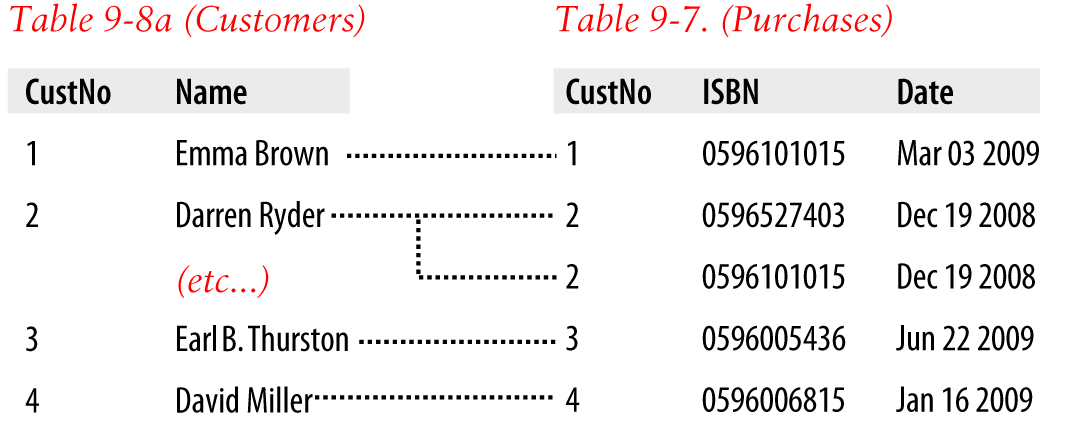 Table 9-8a (Customers) Table 9-7. (Purchases)
CustNo Name CustNo ISBN Date
1 Emma Brown 1 0596101015 Mar 03 2009
2 Darren Ryder 2 0596527403 Dec 19 2008
(etc...) 2 0596101015 Dec 19 2008
3 Earl B. Thurston 3 0596005436 Jun 22 2009
4 David Miller 4 0596006815 Jan 16 2009